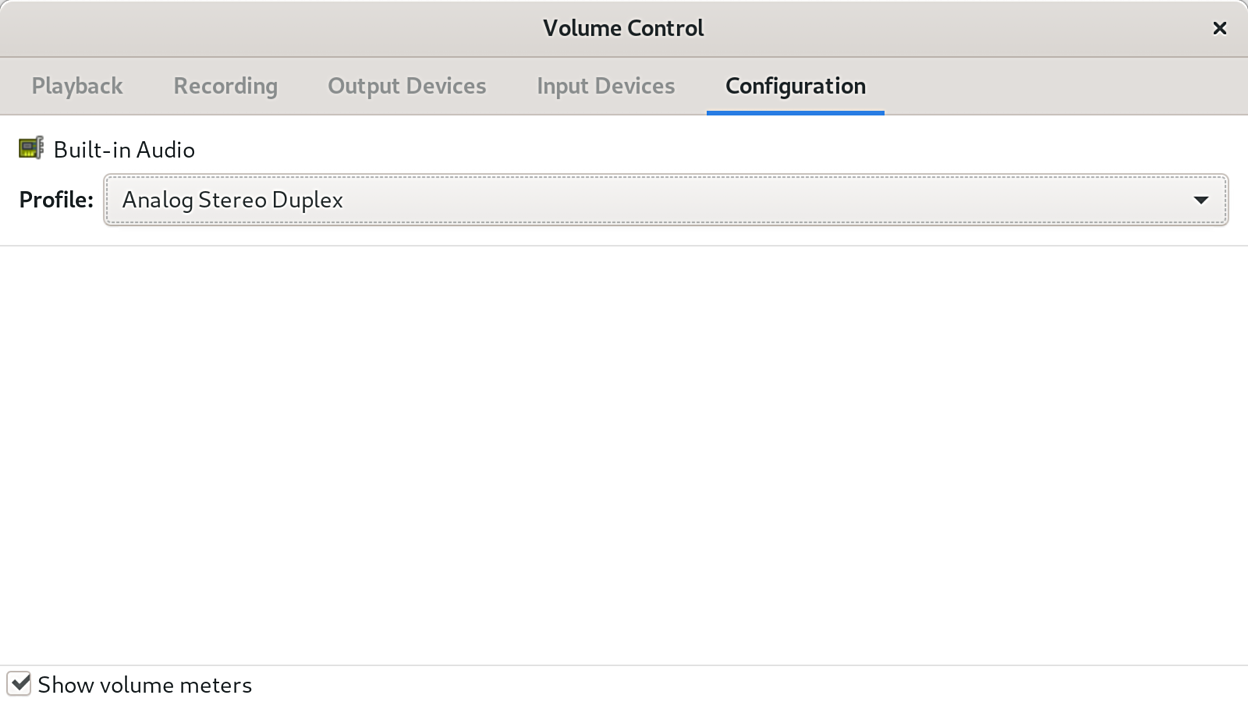 Volume Control
Playback Recording Output Devices Input Devices Configuration
Built-in Audio
Profile: Analog Stereo Duplex
Show volume meters